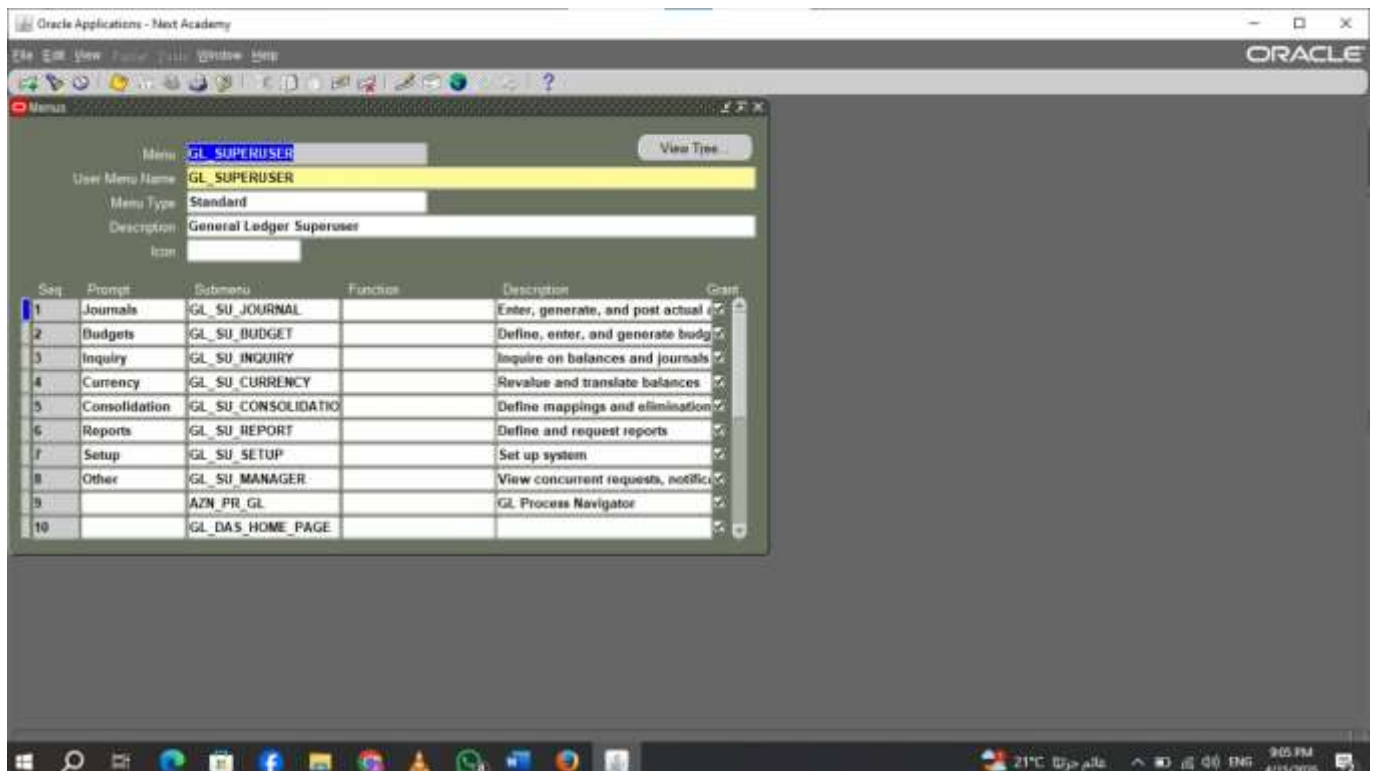 Oracle Applications - Next Academy
File Edit View Folder Tools Window Help
ORACLE
Menus
Menu GL_SUPERUSER View Tree...
User Menu Name GL_SUPERUSER
Menu Type Standard
Description General Ledger Superuser
Icon
Seq Prompt Submenu Function Description Grant
1 Journals GL_SU_JOURNAL Enter, generate, and post actual
2 Budgets GL_SU_BUDGET Define, enter, and generate budg
3 Inquiry GL_SU_INQUIRY Inquire on balances and journals
4 Currency GL_SU_CURRENCY Revalue and translate balances
5 Consolidation GL_SU_CONSOLIDATIO Define mappings and elimination
6 Reports GL_SU_REPORT Define and request reports
7 Setup GL_SU_SETUP Set up system
8 Other GL_SU_MANAGER View concurrent requests, notific
9 AZN_PR_GL GL Process Navigator
10 GL_DAS_HOME_PAGE
21°C غائم جزئيًا ENG 9:05 PM